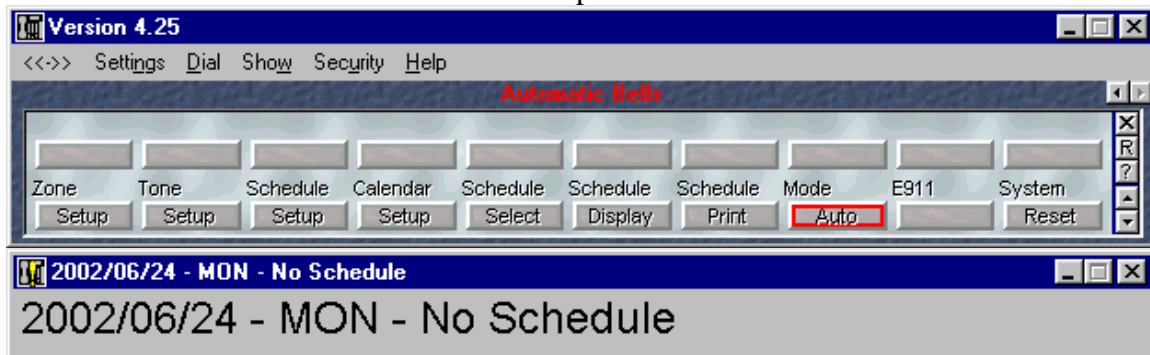 Version 4.25
<<->> Settings Dial Show Security Help
Automatic Bells
X
R
?
Zone Tone Schedule Calendar Schedule Schedule Schedule Mode E911 System
Setup Setup Setup Setup Select Display Print Auto Reset
2002/06/24 - MON - No Schedule
2002/06/24 - MON - No Schedule